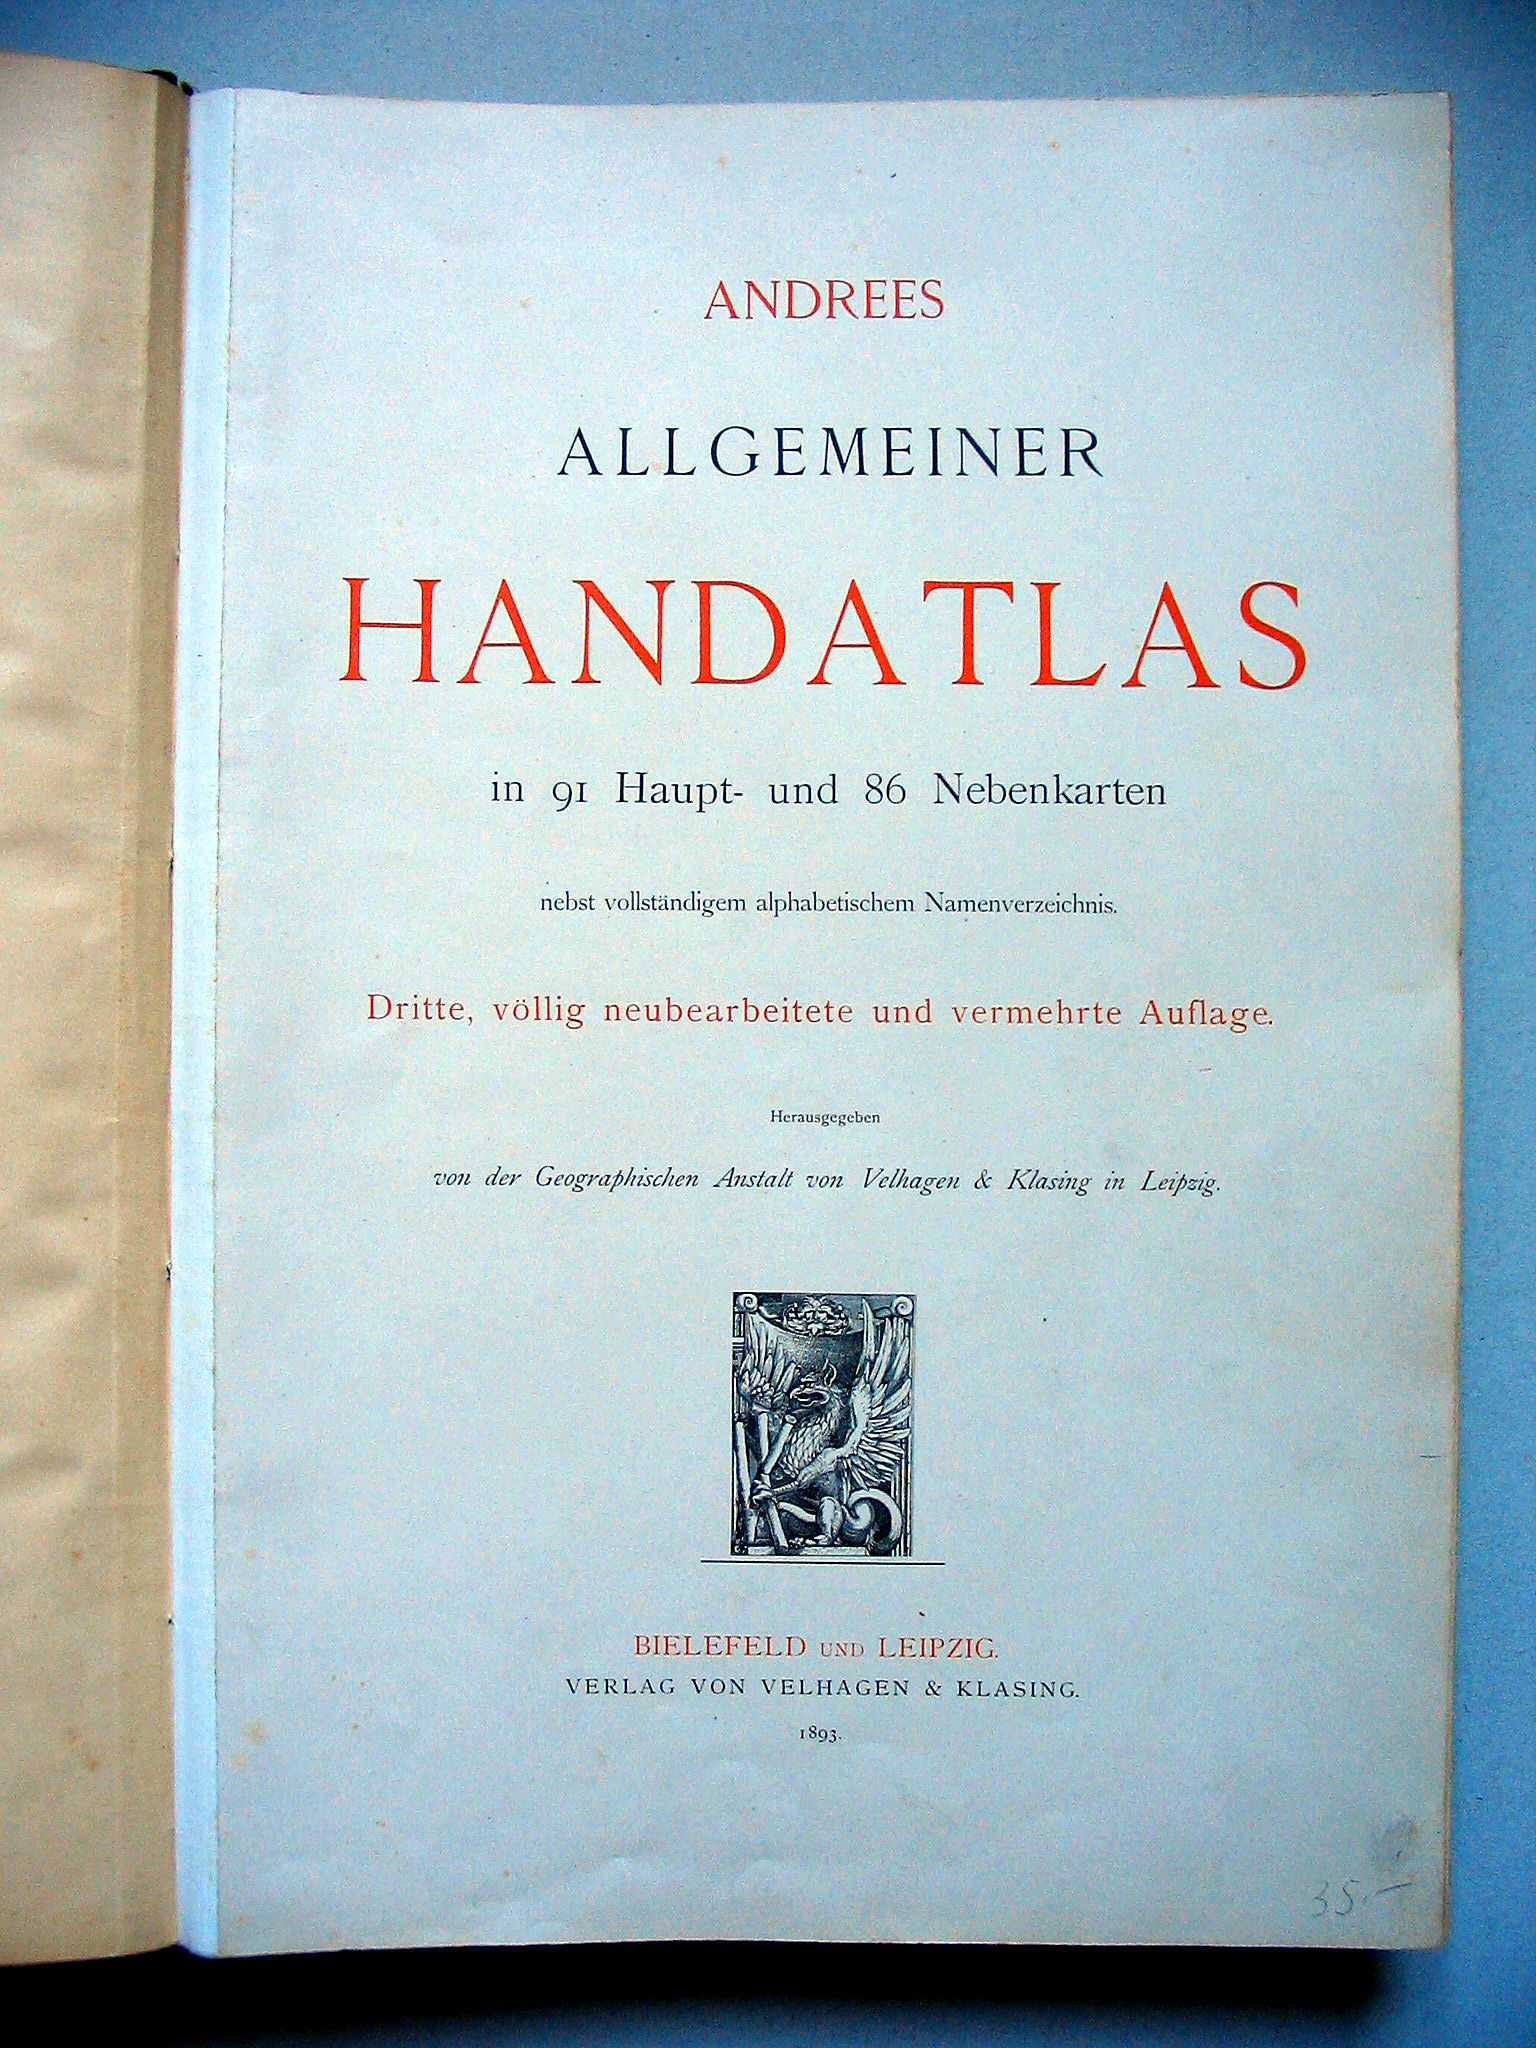 ANDREES
ALLGEMEINER
HANDATLAS
in 91 Haupt- und 86 Nebenkarten
nebst vollständigem alphabetischem Namenverzeichnis.
Dritte, völlig neubearbeitete und vermehrte Auflage.
Herausgegeben
von der Geographischen Anstalt von Velhagen & Klasing in Leipzig.
BIELEFELD UND LEIPZIG.
VERLAG VON VELHAGEN & KLASING.
1893.
35.-